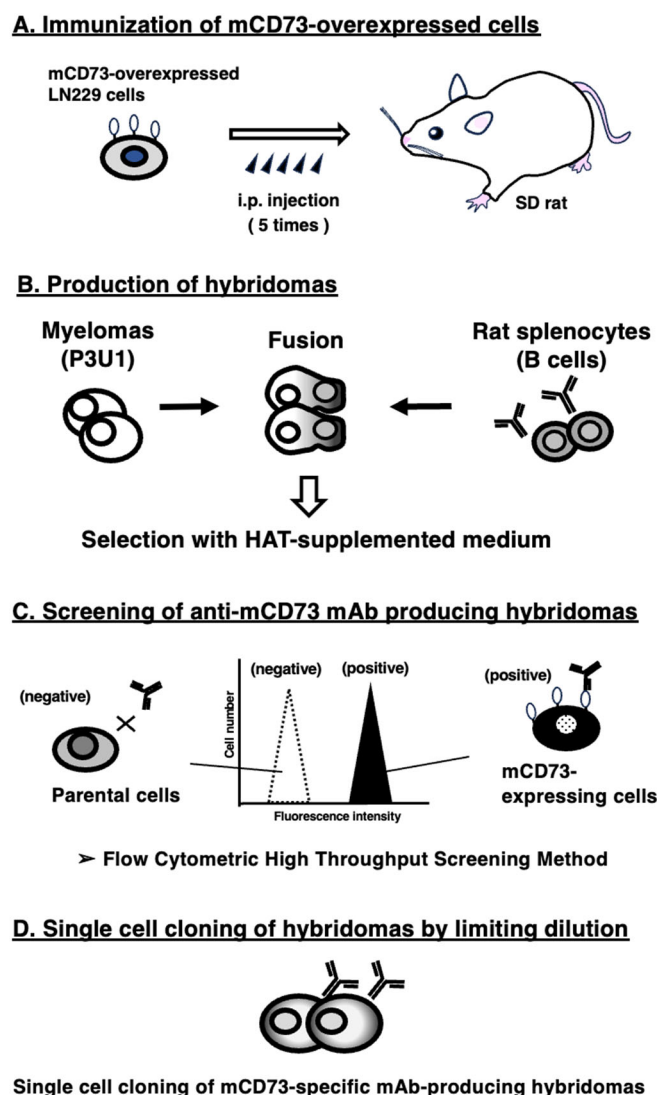 A. Immunization of mCD73-overexpressed cells
mCD73-overexpressed
LN229 cells
i.p. injection
( 5 times )
SD rat
B. Production of hybridomas
Myelomas
(P3U1)
Fusion
Rat splenocytes
(B cells)
Selection with HAT-supplemented medium
C. Screening of anti-mCD73 mAb producing hybridomas
(negative)
Parental cells
Cell number
(negative)
(positive)
Fluorescence intensity
(positive)
mCD73-
expressing cells
➢ Flow Cytometric High Throughput Screening Method
D. Single cell cloning of hybridomas by limiting dilution
Single cell cloning of mCD73-specific mAb-producing hybridomas